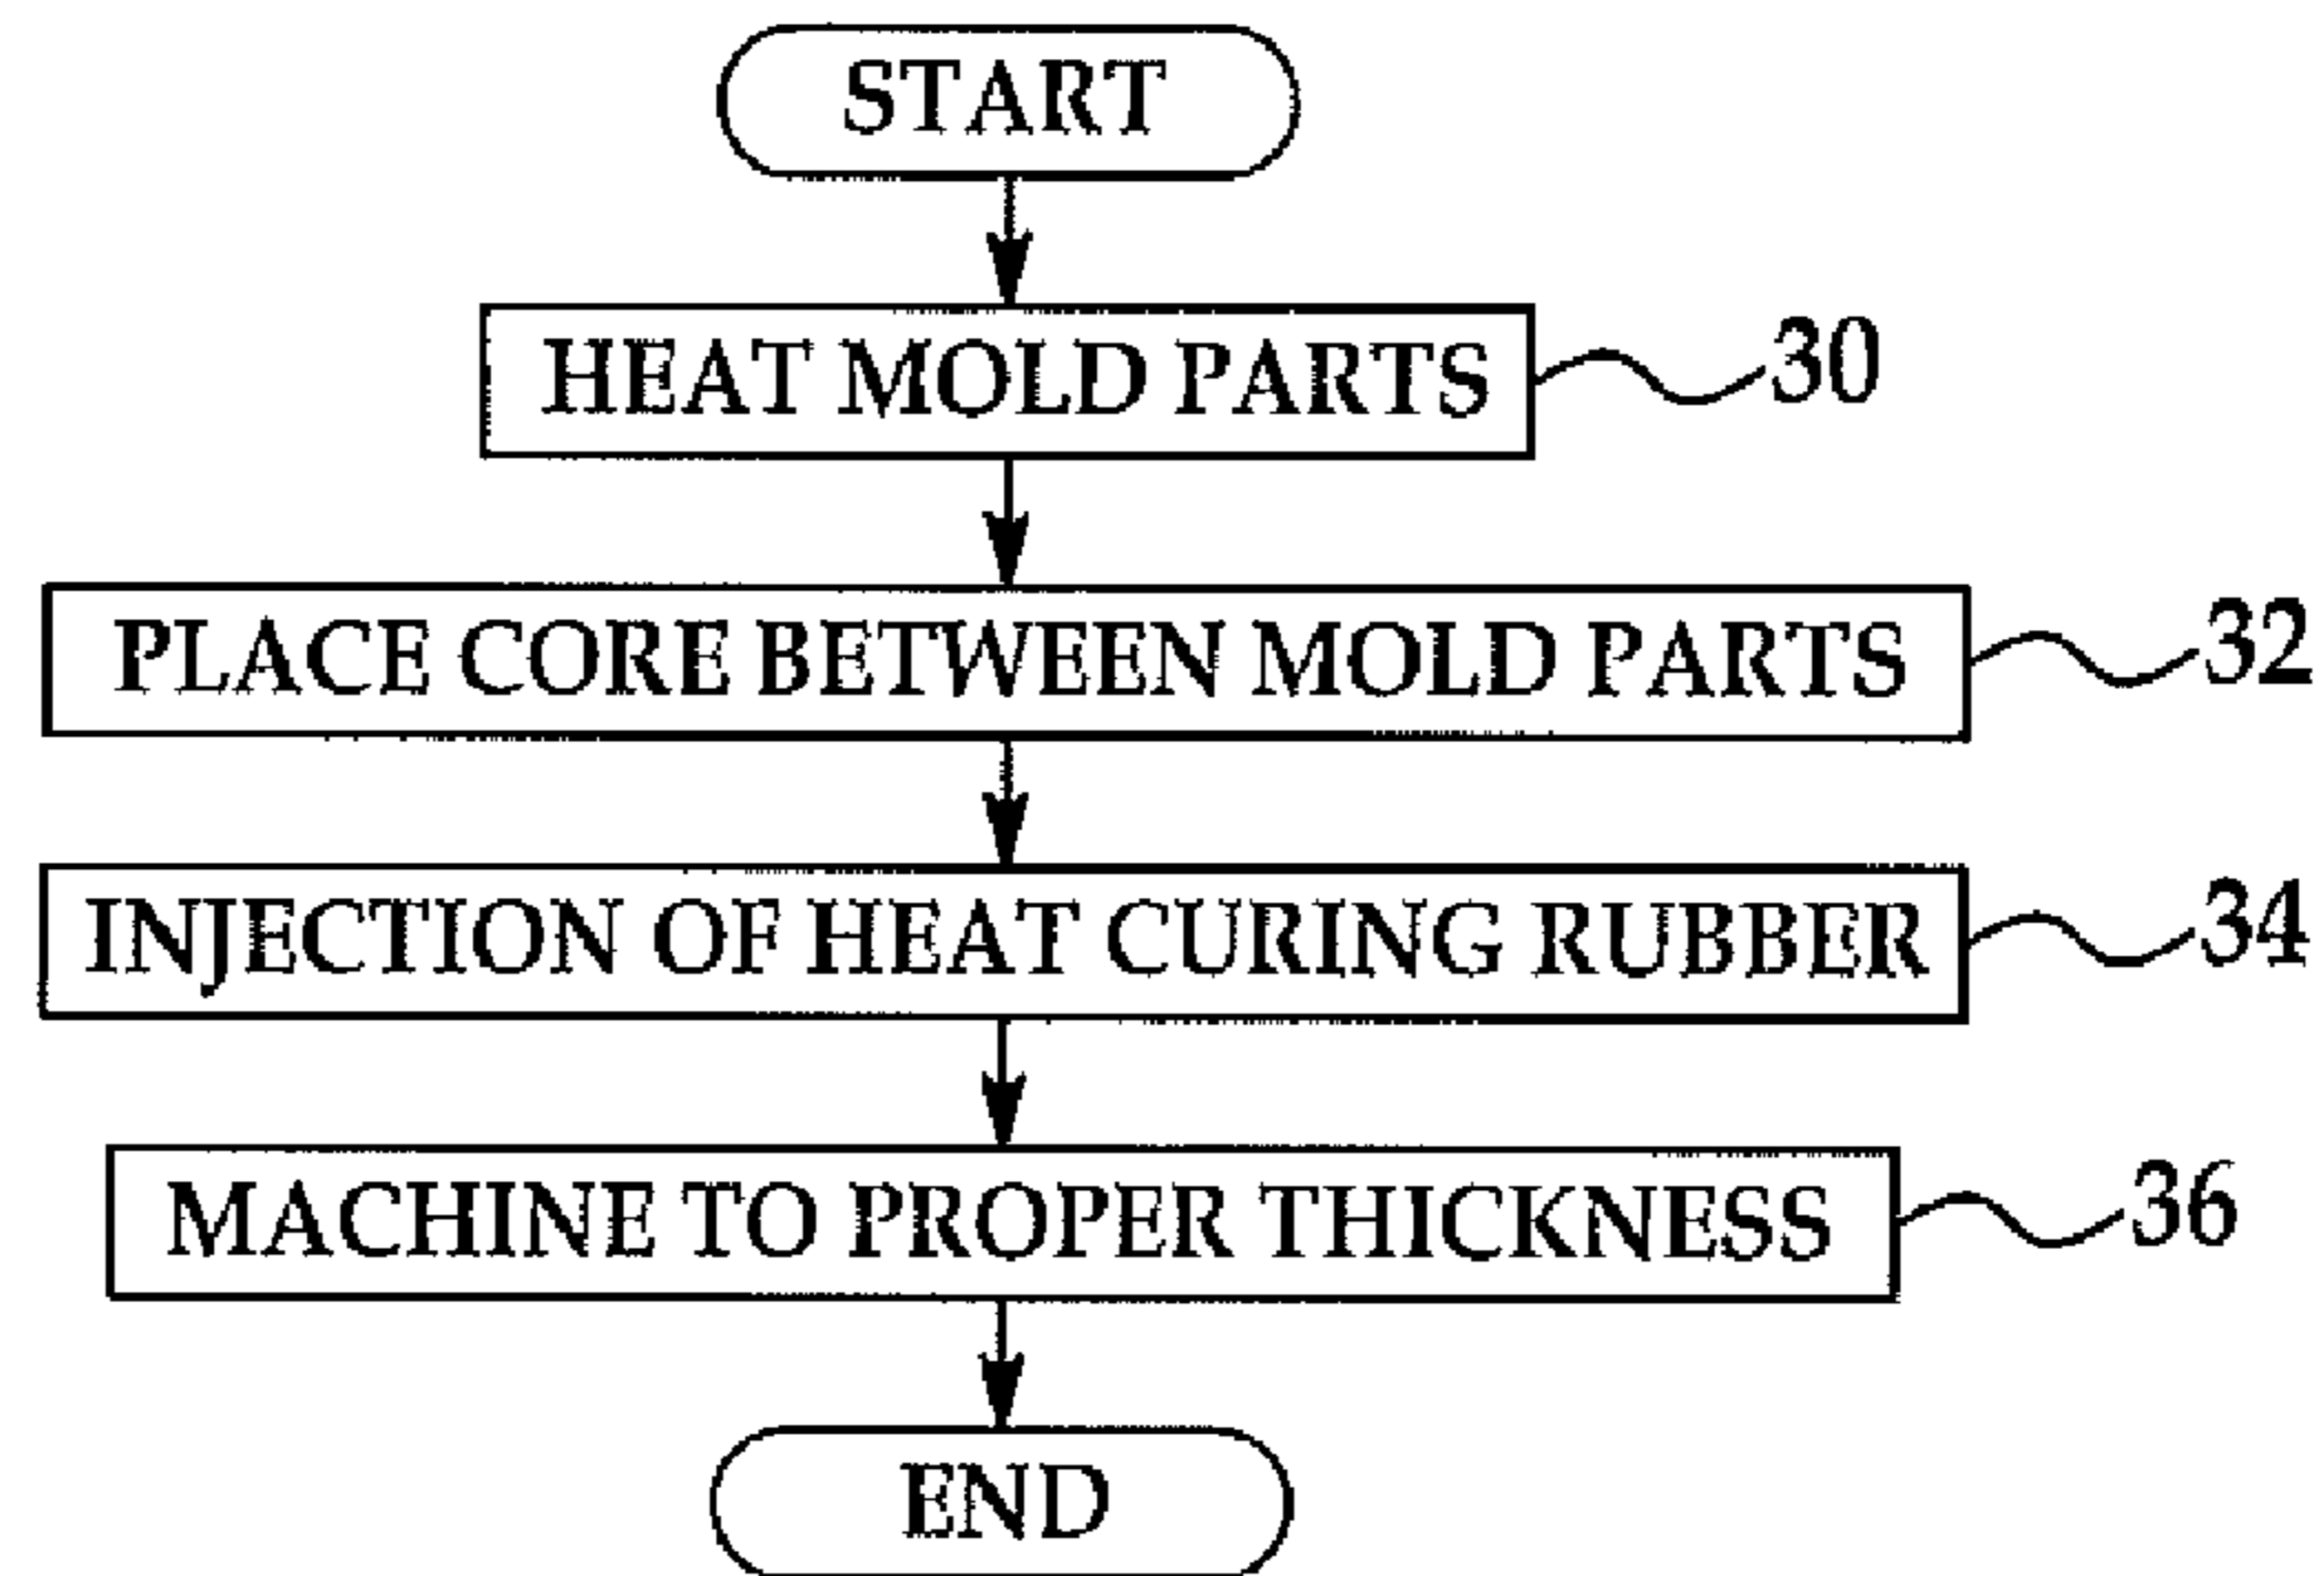 START
HEAT MOLD PARTS 30
PLACE CORE BETWEEN MOLD PARTS 32
INJECTION OF HEAT CURING RUBBER 34
MACHINE TO PROPER THICKNESS 36
END